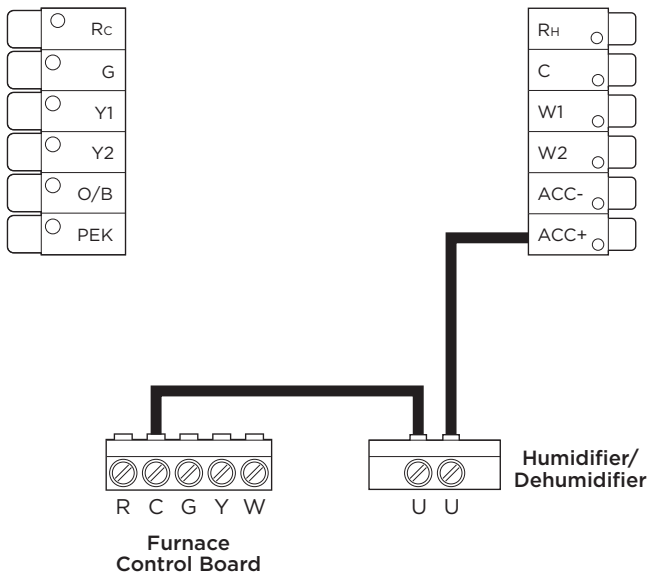 Rc
G
Y1
Y2
O/B
PEK
RH
C
W1
W2
ACC-
ACC+
R C G Y W
Furnace
Control Board
U U
Humidifier/
Dehumidifier